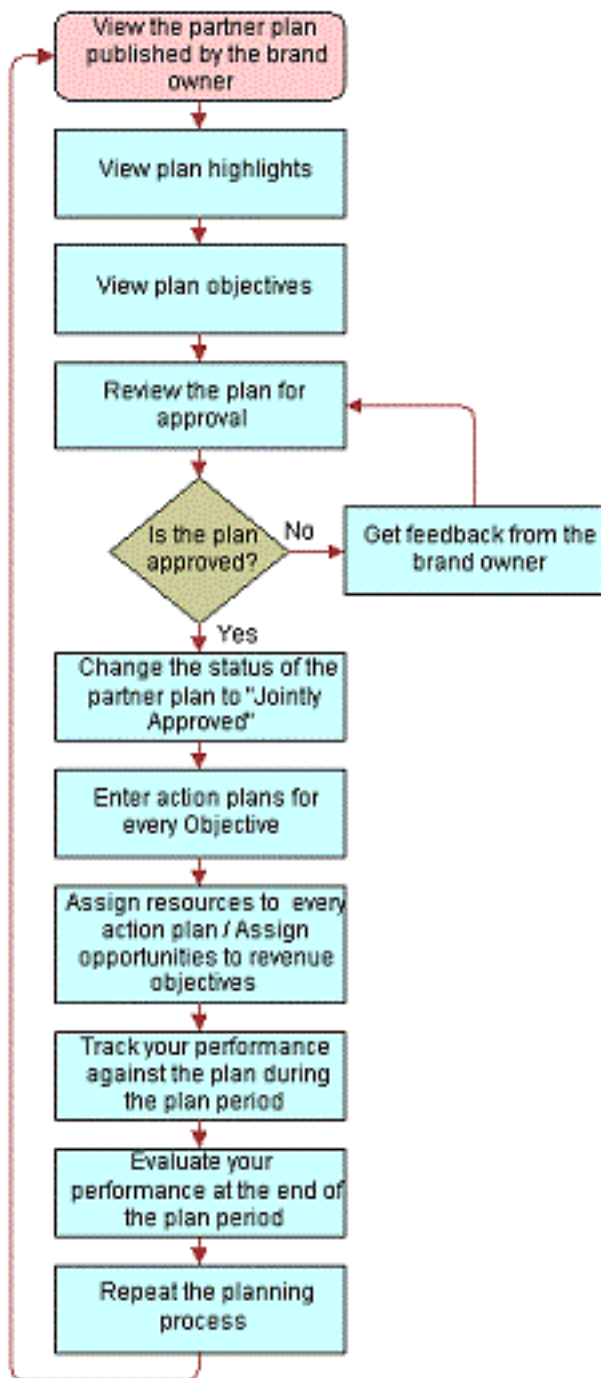 View the partner plan
published by the brand
owner
View plan highlights
View plan objectives
Review the plan for
approval
Is the plan
approved?
No
Get feedback from the
brand owner
Yes
Change the status of the
partner plan to "Jointly
Approved"
Enter action plans for
every Objective
Assign resources to every
action plan / Assign
opportunities to revenue
objectives
Track your performance
against the plan during
the plan period
Evaluate your
performance at the end of
the plan period
Repeat the planning
process